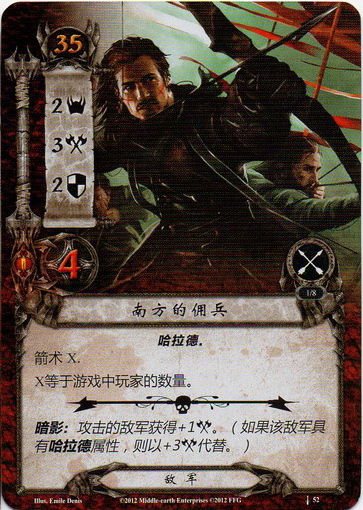 35
2
3
2
4
1/8
南方的佣兵
哈拉德.
箭术 X.
X等于游戏中玩家的数量。
暗影：攻击的敌军获得+1。（如果该敌军具
有哈拉德属性，则以+3代替。）
敌军
Illus. Emile Denis
©2012 Middle-earth Enterprises ©2012 FFG
52